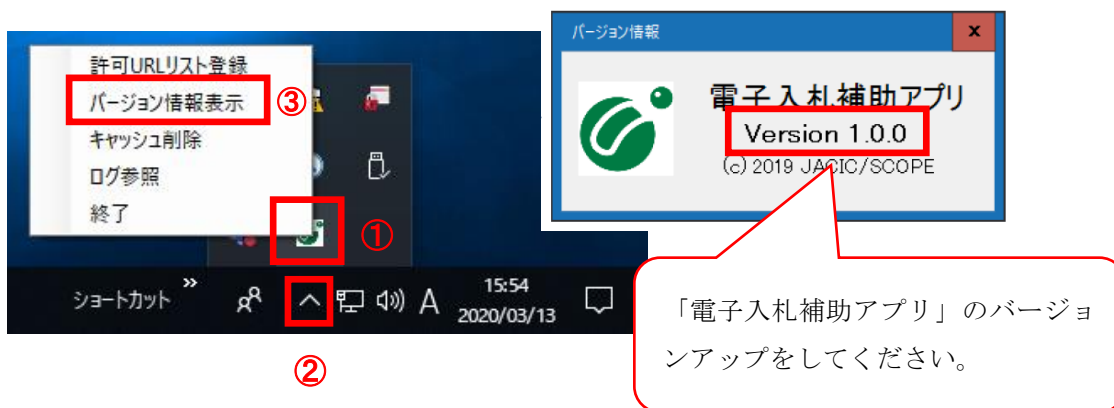 許可URLリスト登録
バージョン情報表示
③
キャッシュ削除
ログ参照
終了
①
ショートカット
»
A
15:54
2020/03/13
②
バージョン情報
x
電子入札補助アプリ
Version 1.0.0
(c) 2019 JACIC/SCOPE
「電子入札補助アプリ」のバージョ
ンアップをしてください。